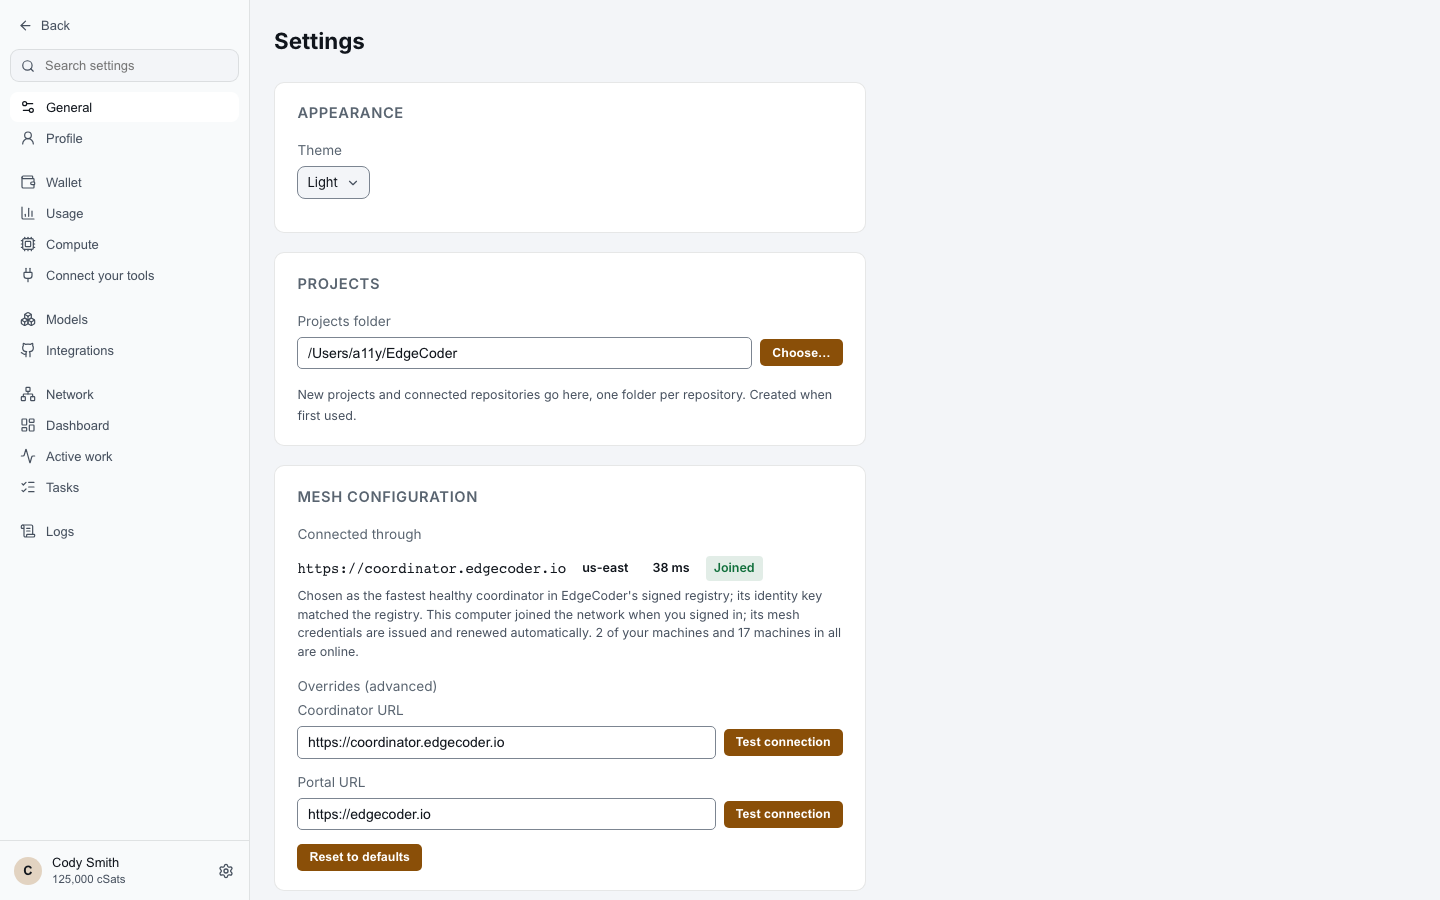 Back
Search settings
General
Profile
Wallet
Usage
Compute
Connect your tools
Models
Integrations
Network
Dashboard
Active work
Tasks
Logs
C
Cody Smith
125,000 cSats
Settings
APPEARANCE
Theme
Light
PROJECTS
Projects folder
/Users/a11y/EdgeCoder
Choose...
New projects and connected repositories go here, one folder per repository. Created when
first used.
MESH CONFIGURATION
Connected through
https://coordinator.edgecoder.io us-east 38 ms Joined
Chosen as the fastest healthy coordinator in EdgeCoder's signed registry; its identity key
matched the registry. This computer joined the network when you signed in; its mesh
credentials are issued and renewed automatically. 2 of your machines and 17 machines in all
are online.
Overrides (advanced)
Coordinator URL
https://coordinator.edgecoder.io Test connection
Portal URL
https://edgecoder.io Test connection
Reset to defaults